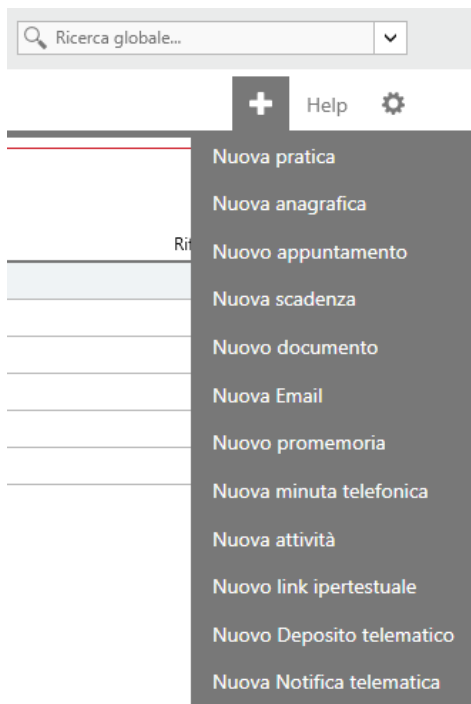 Ricerca globale...
Help
Nuova pratica
Nuova anagrafica
Rif
Nuovo appuntamento
Nuova scadenza
Nuovo documento
Nuova Email
Nuovo promemoria
Nuova minuta telefonica
Nuova attività
Nuovo link ipertestuale
Nuovo Deposito telematico
Nuova Notifica telematica